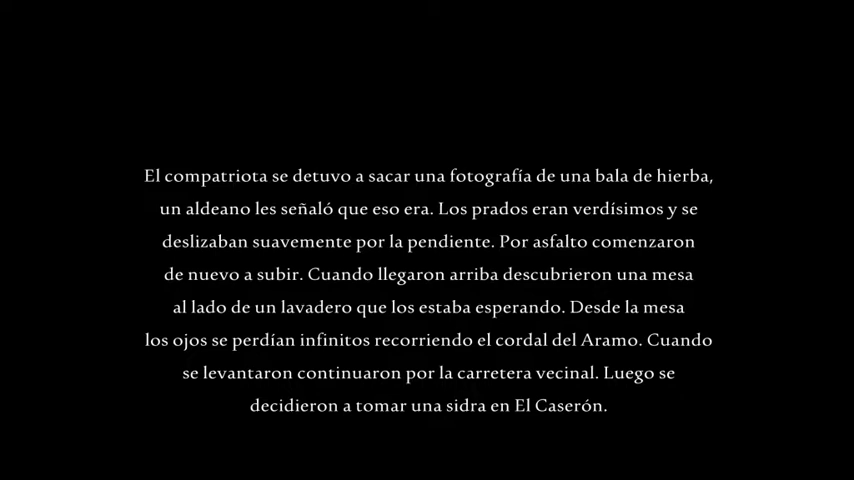 El compatriota se detuvo a sacar una fotografía de una bala de hierba,
un aldeano les señaló que eso era. Los prados eran verdísimos y se
deslizaban suavemente por la pendiente. Por asfalto comenzaron
de nuevo a subir. Cuando llegaron arriba descubrieron una mesa
al lado de un lavadero que los estaba esperando. Desde la mesa
los ojos se perdían infinitos recorriendo el cordal del Aramo. Cuando
se levantaron continuaron por la carretera vecinal. Luego se
decidieron a tomar una sidra en El Caserón.